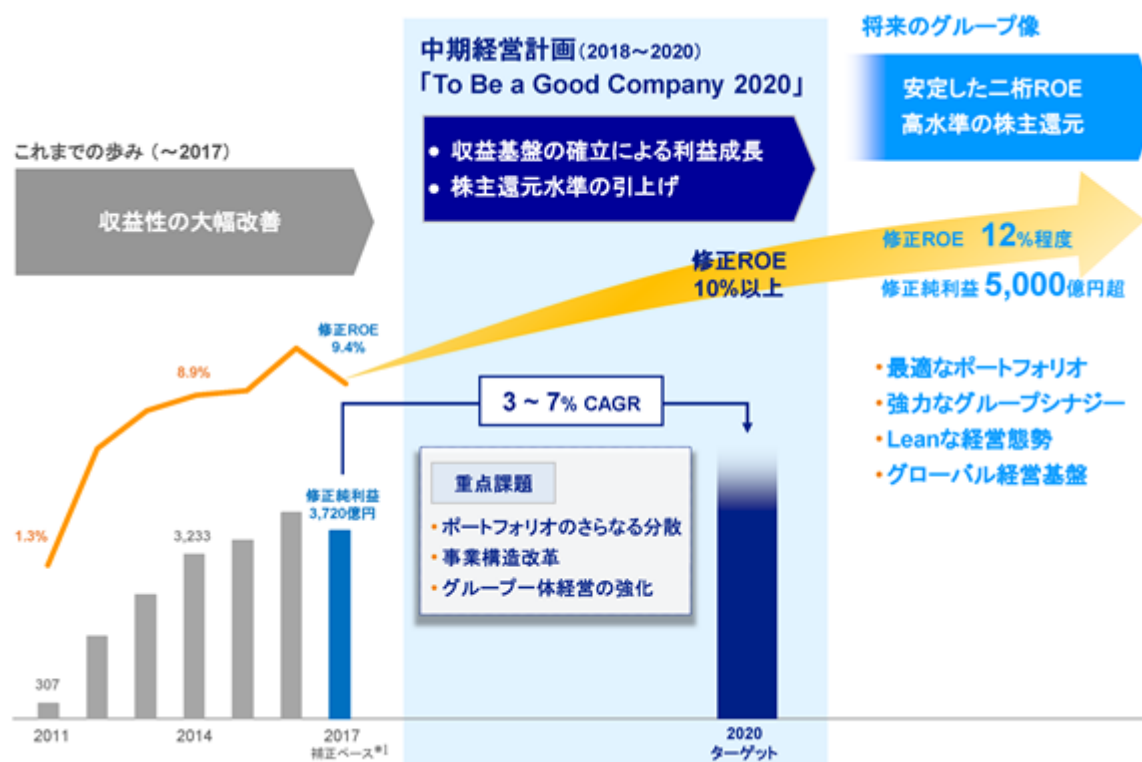 これまでの歩み（～2017）
収益性の大幅改善
中期経営計画（2018～2020）
「To Be a Good Company 2020」
● 収益基盤の確立による利益成長
● 株主還元水準の引上げ
将来のグループ像
安定した二桁ROE
高水準の株主還元
修正ROE
10%以上
修正ROE 12%程度
修正純利益 5,000億円超
・最適なポートフォリオ
・強力なグループシナジー
・Leanな経営態勢
・グローバル経営基盤
1.3%
8.9%
修正ROE
9.4%
3 ~ 7% CAGR
重点課題
・ポートフォリオのさらなる分散
・事業構造改革
・グループ一体経営の強化
307
3,233
修正純利益
3,720億円
2011
2014
2017
補正ベース※1
2020
ターゲット